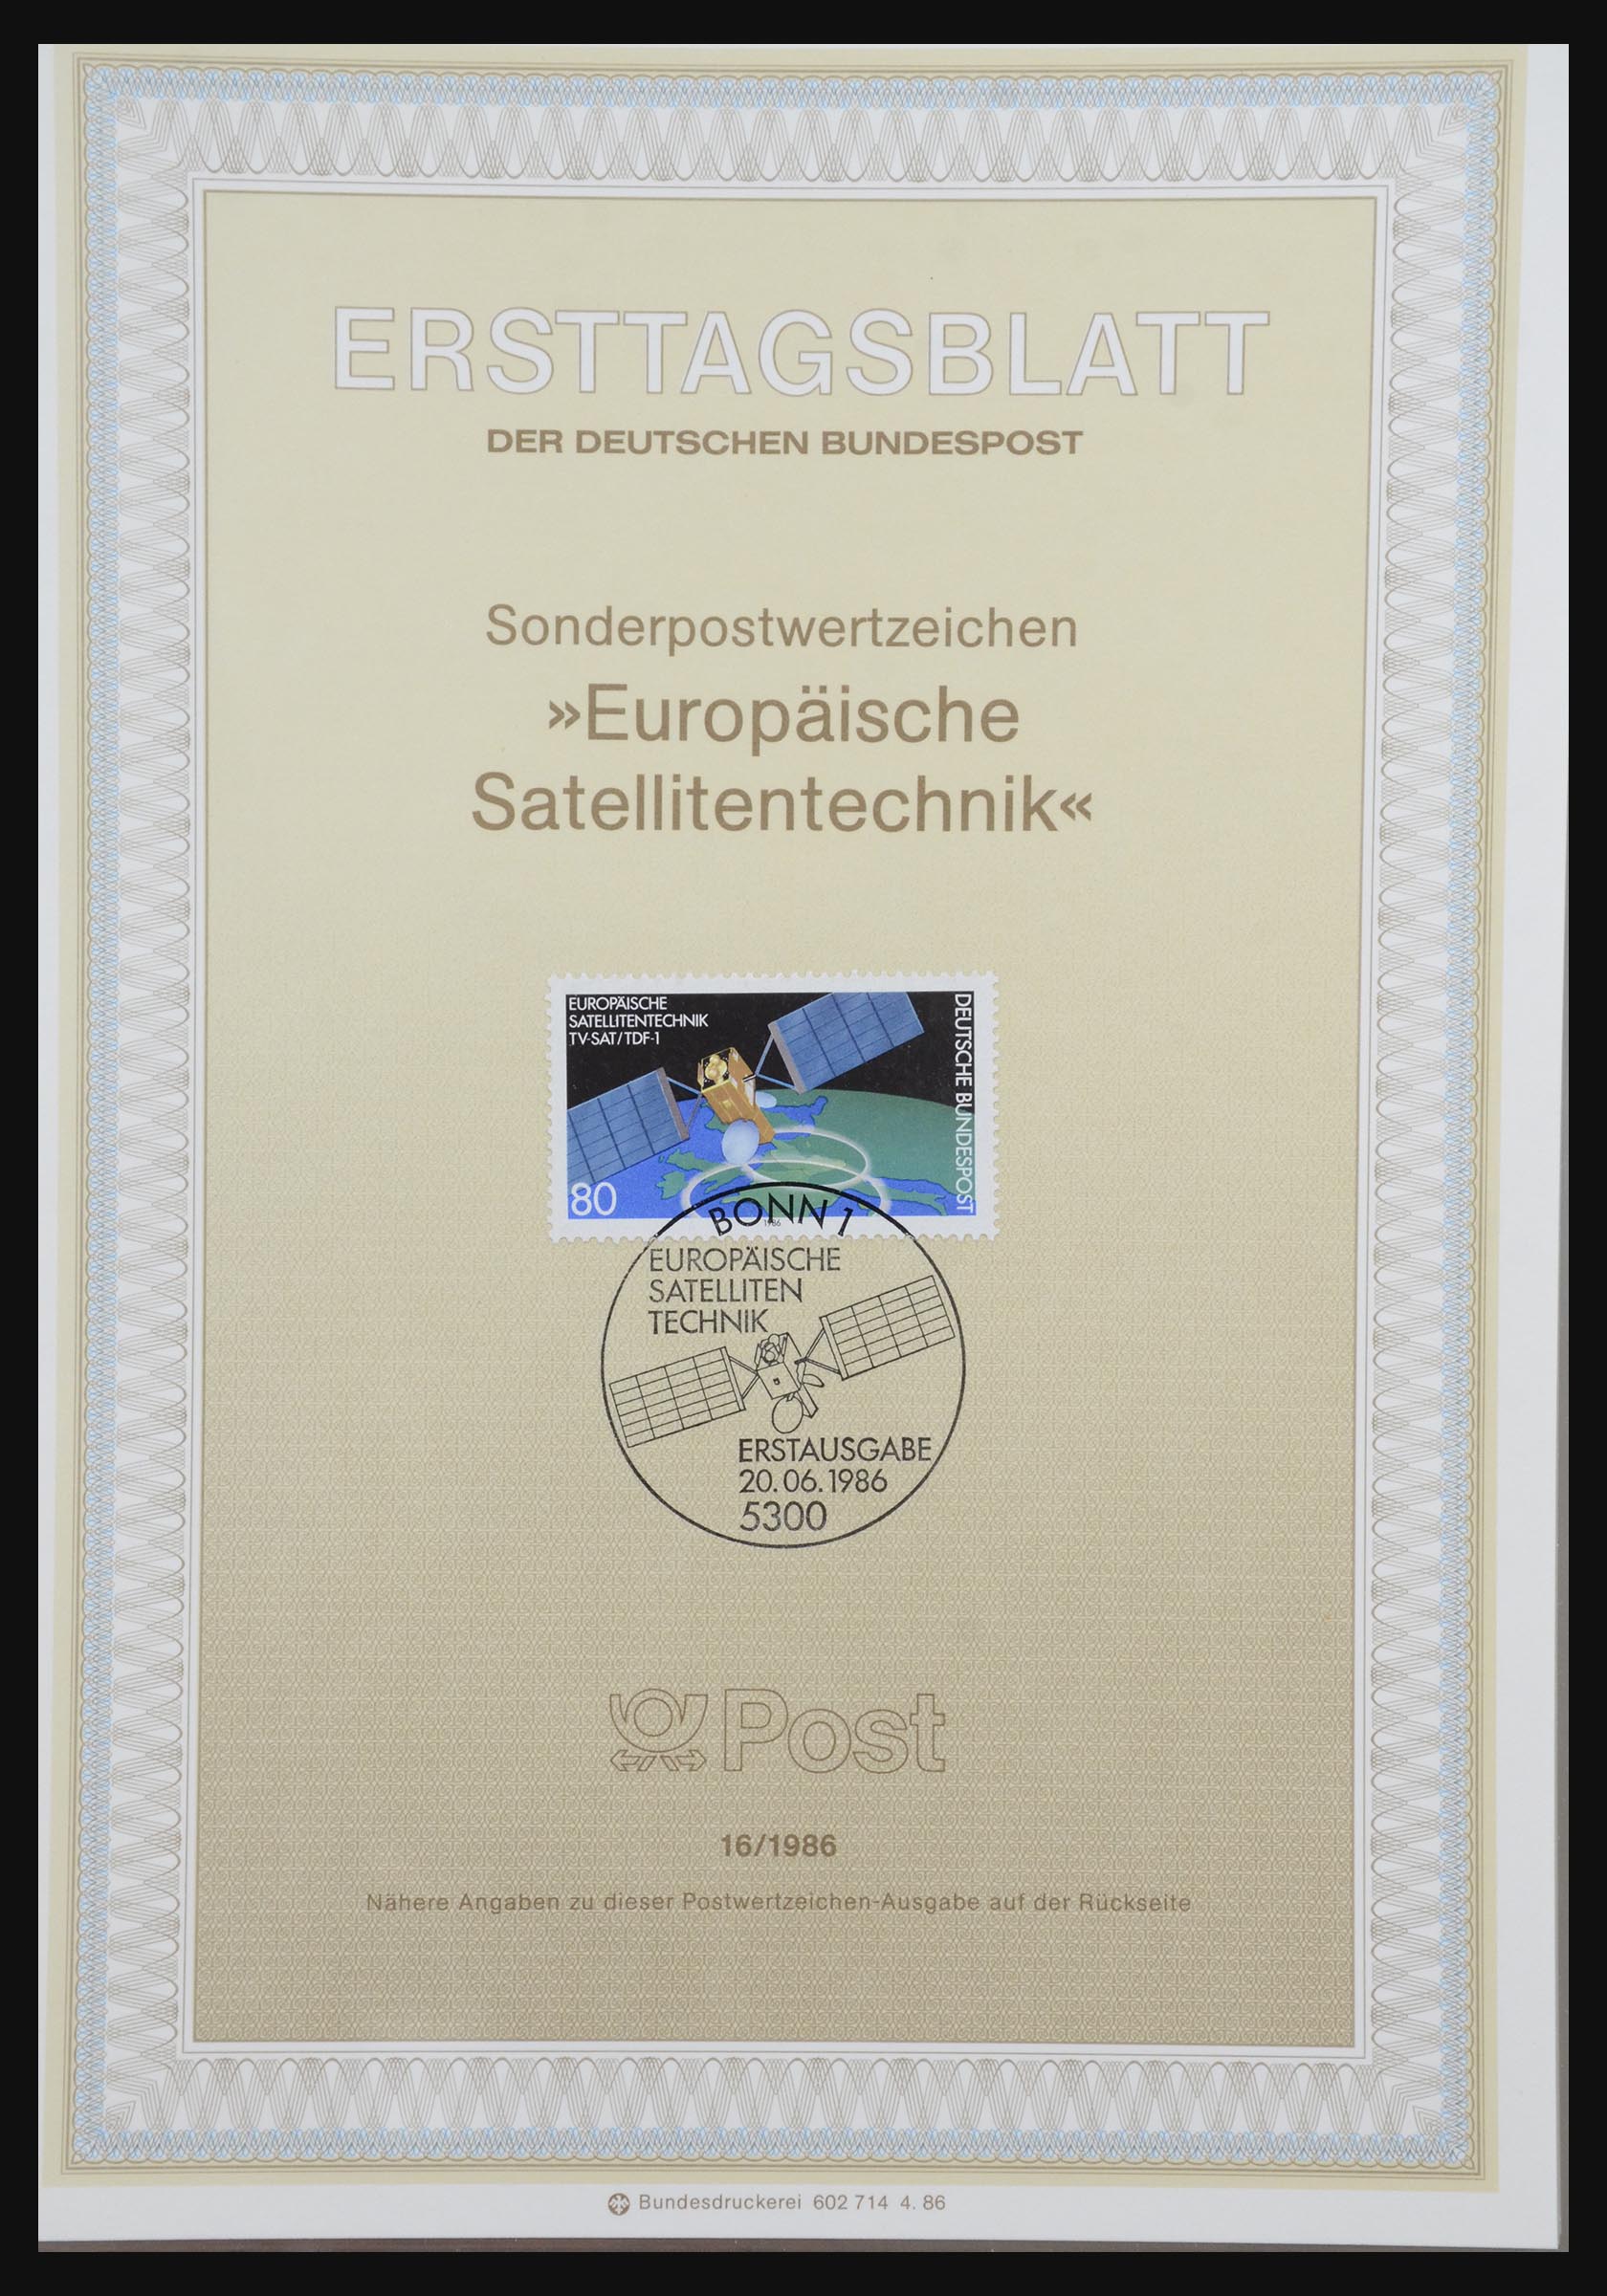 ERSTTAGSBLATT
DER DEUTSCHEN BUNDESPOST
Sonderpostwertzeichen
»Europäische
Satellitentechnik«
EUROPÄISCHE
SATELLITENTECHNIK
TV-SAT/TDF-1
DEUTSCHE BUNDESPOST
80
1986
BONN 1
EUROPÄISCHE
SATELLITEN
TECHNIK
ERSTAUSGABE
20.06.1986
5300
Post
16/1986
Nähere Angaben zu dieser Postwertzeichen-Ausgabe auf der Rückseite
Bundesdruckerei 602 714 4. 86